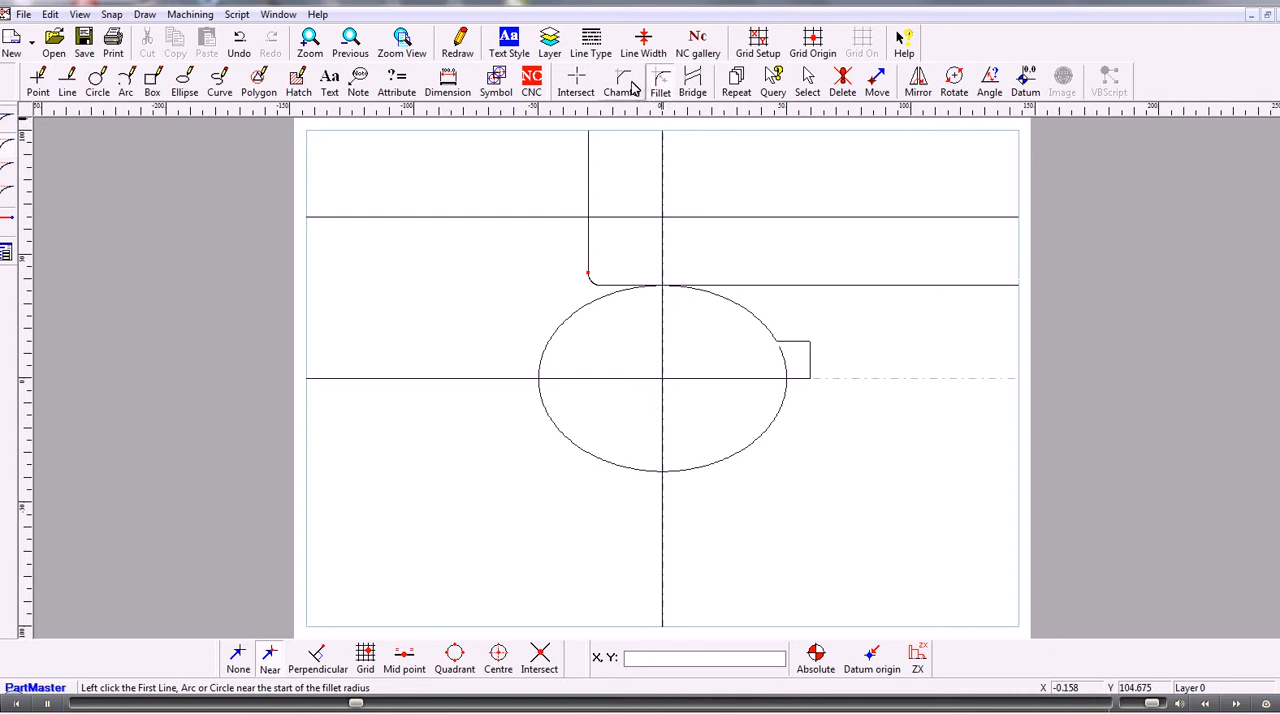 File Edit View Snap Draw Machining Script Window Help
New Open Save Print Cut Copy Paste Undo Redo Zoom Previous Zoom View Redraw Text Style Layer Line Type Line Width NC gallery Grid Setup Grid Origin Grid On Help
Point Line Circle Arc Box Ellipse Curve Polygon Hatch Text Note Attribute Dimension Symbol CNC Intersect Chamfer Fillet Bridge Repeat Query Select Delete Move Mirror Rotate Angle Datum Image VBScript
None Near Perpendicular Grid Mid point Quadrant Centre Intersect X, Y: Absolute Datum origin ZX
PartMaster Left click the First Line, Arc or Circle near the start of the fillet radius X -0.158 Y 104.675 Layer 0